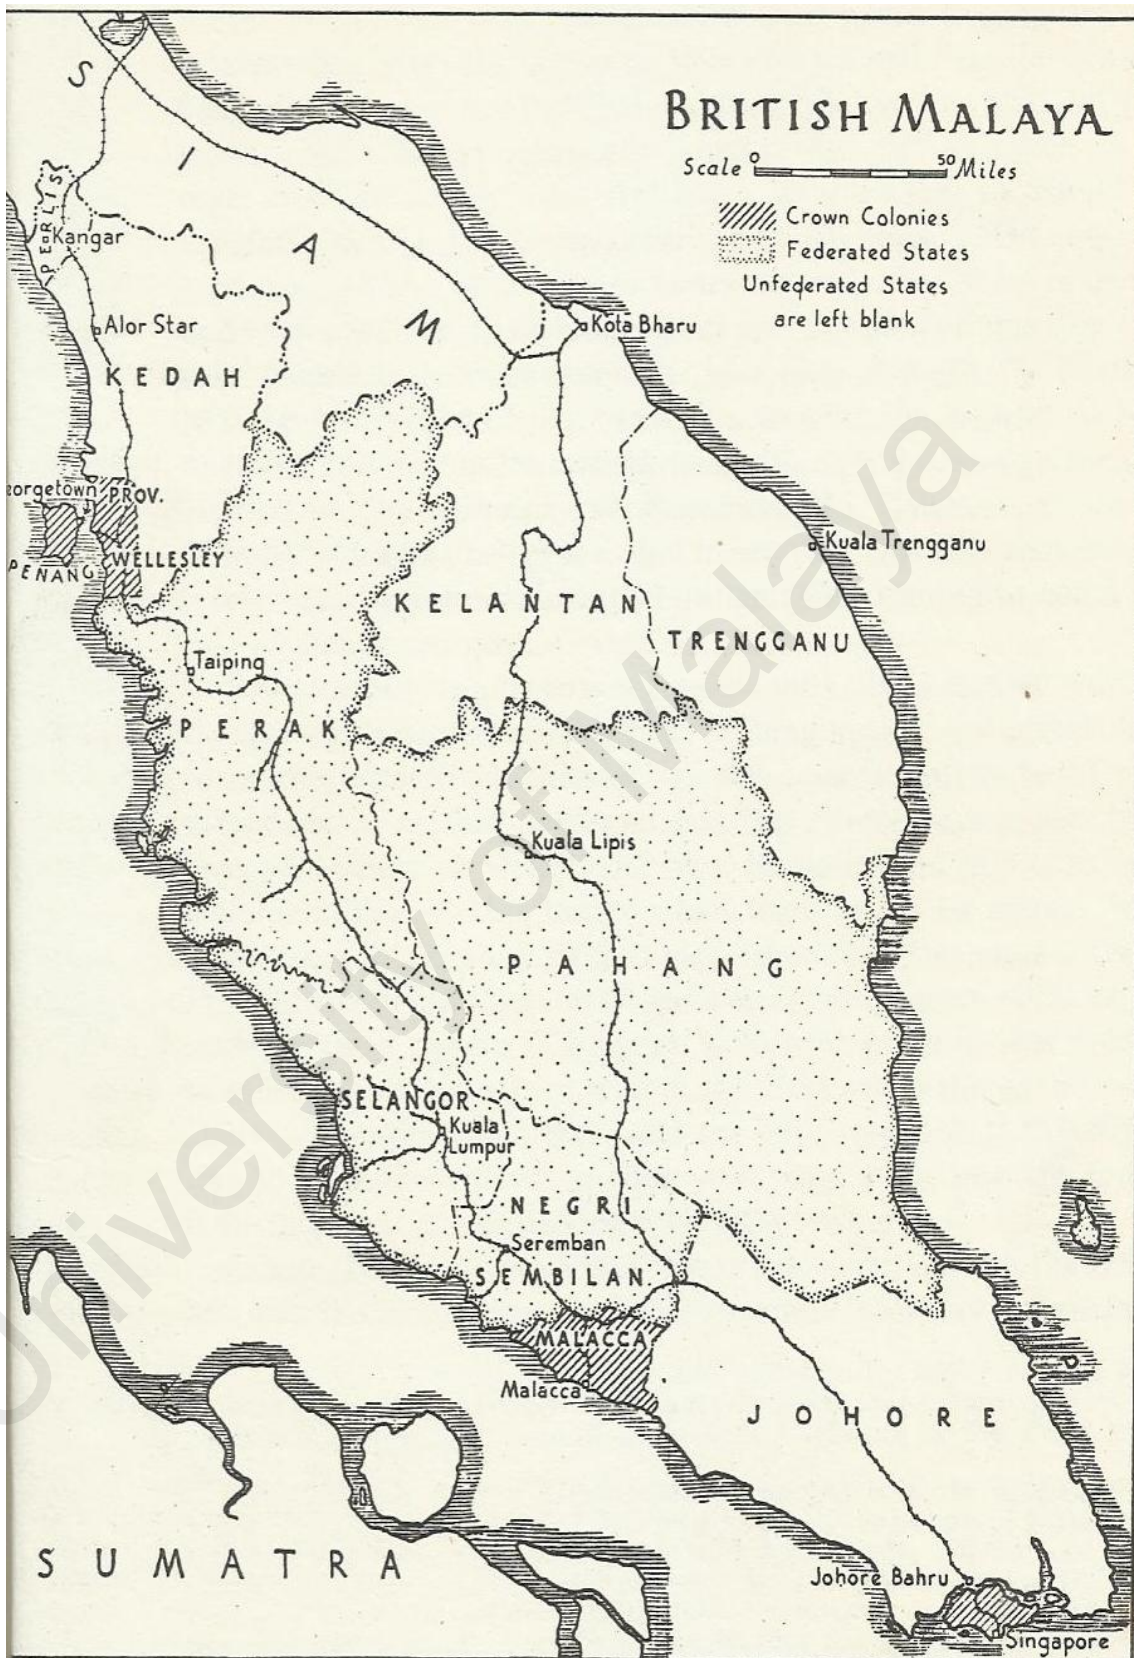 BRITISH MALAYA
Scale 0 50 Miles
Crown Colonies
Federated States
Unfederated States
are left blank
S I A M
PERLIS
Kangar
Alor Star
KEDAH
Kota Bharu
eorgetown
PROV.
WELLESLEY
PENANG
Kuala Trengganu
KELANTAN
TRENGGANU
Taiping
PERAK
Kuala Lipis
PAHANG
SELANGOR
Kuala
Lumpur
NEGRI
Seremban
SEMBILAN
MALACCA
Malacca
JOHORE
SUMATRA
Johore Bahru
Singapore
University of Malaya